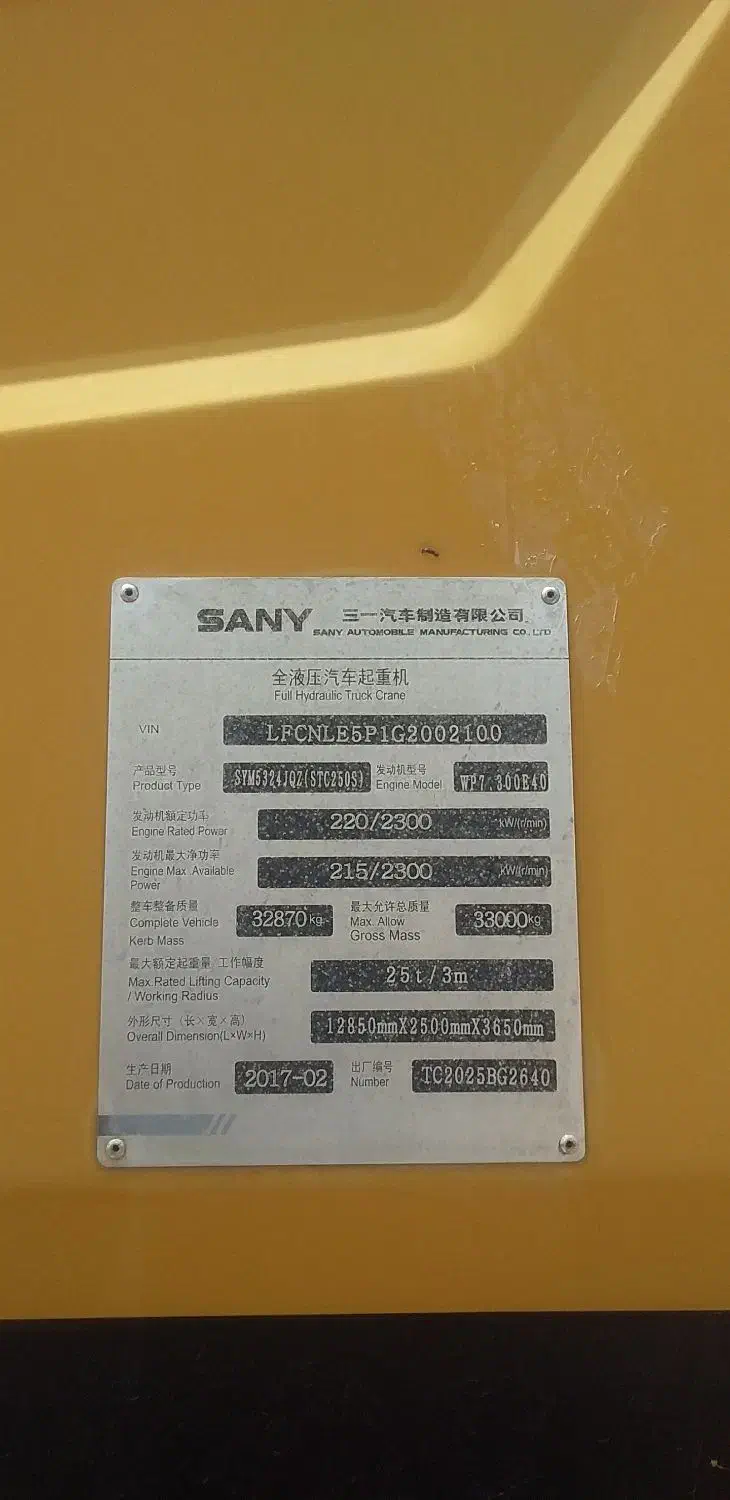 SANY 三一汽车制造有限公司
SANY AUTOMOBILE MANUFACTURING CO., LTD
全液压汽车起重机
Full Hydraulic Truck Crane
VIN LFCNLE5P1G2002100
产品型号 SYM5324JQZ(STC250S) 发动机型号 WP7.300E40
Product Type Engine Model
发动机额定功率 220/2300 kW/(r/min)
Engine Rated Power
发动机最大净功率 215/2300 kW/(r/min)
Engine Max. Available
Power
整车整备质量 32870kg 最大允许总质量 33000kg
Complete Vehicle Max. Allow
Kerb Mass Gross Mass
最大额定起重量/工作幅度 25t/3m
Max.Rated Lifting Capacity
/ Working Radius
外形尺寸（长×宽×高） 12850mmX2500mmX3650mm
Overall Dimension(L×W×H)
生产日期 2017-02 出厂编号 TC2025BG2640
Date of Production Number